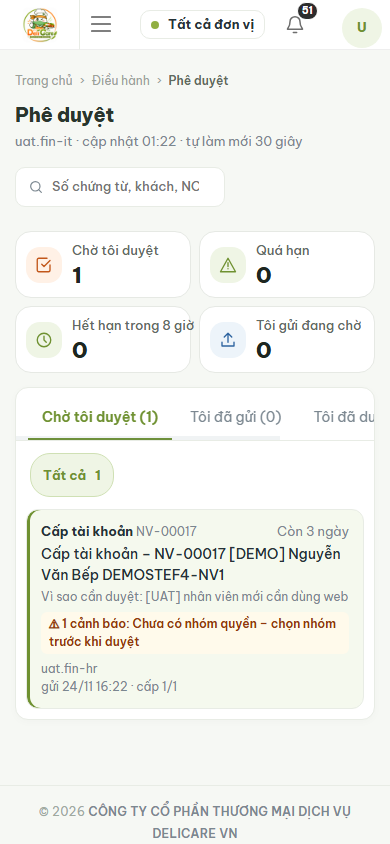 Tất cả đơn vị
51
U
Trang chủ › Điều hành › Phê duyệt
Phê duyệt
uat.fin-it · cập nhật 01:22 · tự làm mới 30 giây
Số chứng từ, khách, NC
Chờ tôi duyệt
1
Quá hạn
0
Hết hạn trong 8 giờ
0
Tôi gửi đang chờ
0
Chờ tôi duyệt (1)
Tôi đã gửi (0)
Tôi đã du
Tất cả 1
Cấp tài khoản NV-00017
Còn 3 ngày
Cấp tài khoản – NV-00017 [DEMO] Nguyễn
Văn Bếp DEMOSTEF4-NV1
Vì sao cần duyệt: [UAT] nhân viên mới cần dùng web
⚠ 1 cảnh báo: Chưa có nhóm quyền – chọn nhóm
trước khi duyệt
uat.fin-hr
gửi 24/11 16:22 · cấp 1/1
© 2026 CÔNG TY CỔ PHẦN THƯƠNG MẠI DỊCH VỤ
DELICARE VN